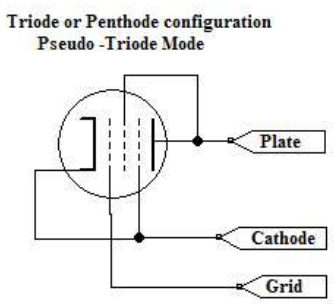 Triode or Penthode configuration
Pseudo -Triode Mode
Plate
Cathode
Grid